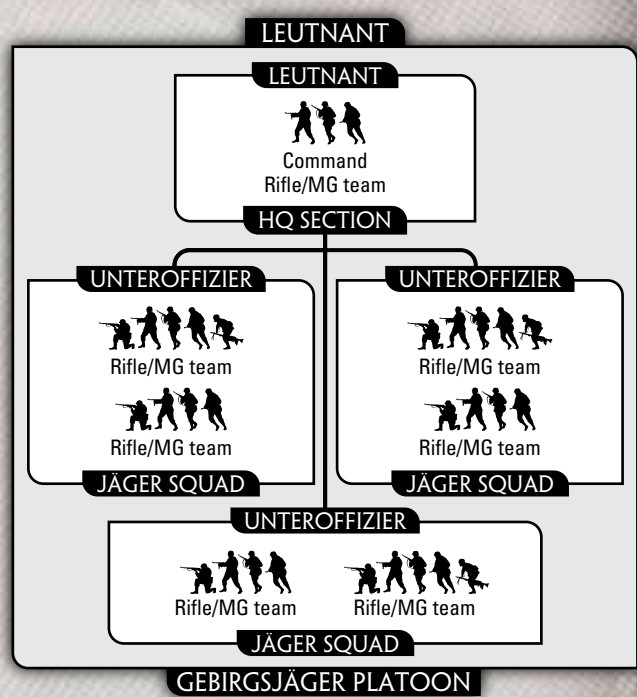 LEUTNANT
LEUTNANT
Command
Rifle/MG team
HQ SECTION
UNTEROFFIZIER
Rifle/MG team
Rifle/MG team
JÄGER SQUAD
UNTEROFFIZIER
Rifle/MG team
Rifle/MG team
JÄGER SQUAD
UNTEROFFIZIER
Rifle/MG team
Rifle/MG team
JÄGER SQUAD
GEBIRGSJÄGER PLATOON